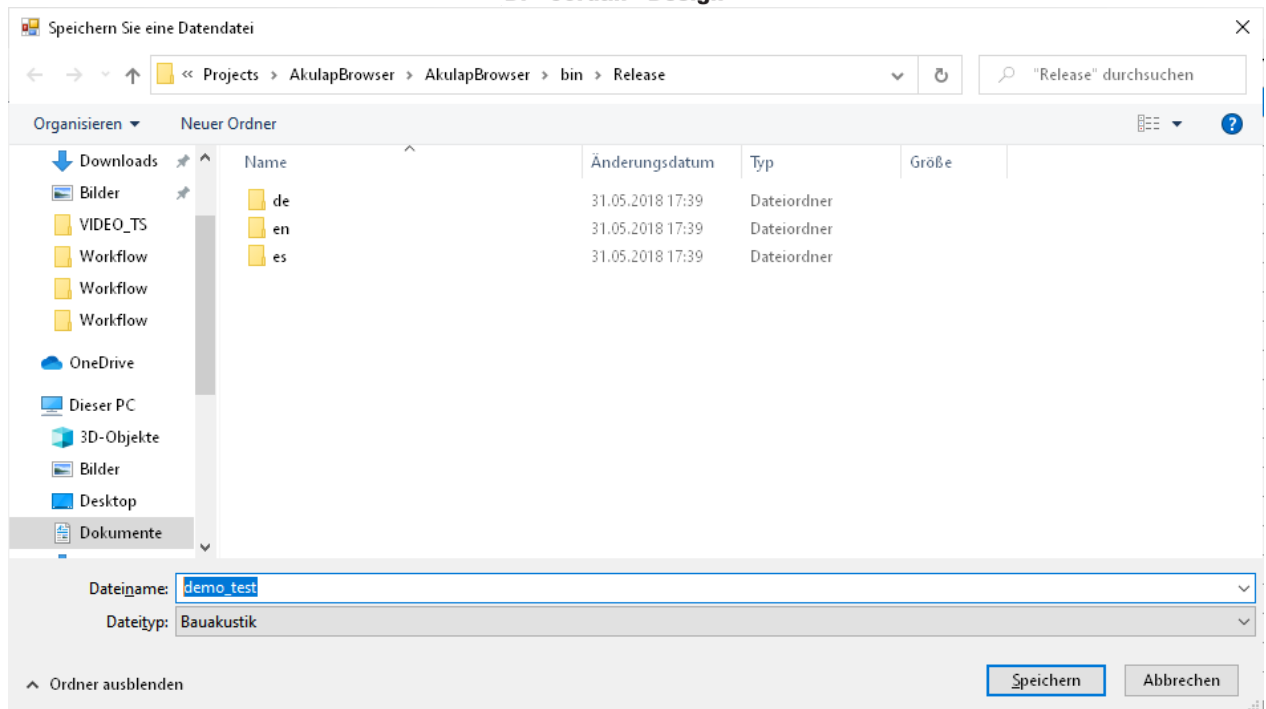 Speichern Sie eine Datendatei
« Projects › AkulapBrowser › AkulapBrowser › bin › Release
"Release" durchsuchen
Organisieren Neuer Ordner
Downloads
Bilder
VIDEO_TS
Workflow
Workflow
Workflow
OneDrive
Dieser PC
3D-Objekte
Bilder
Desktop
Dokumente
Name Änderungsdatum Typ Größe
de 31.05.2018 17:39 Dateiordner
en 31.05.2018 17:39 Dateiordner
es 31.05.2018 17:39 Dateiordner
Dateiname: demo_test
Dateityp: Bauakustik
Ordner ausblenden
Speichern Abbrechen